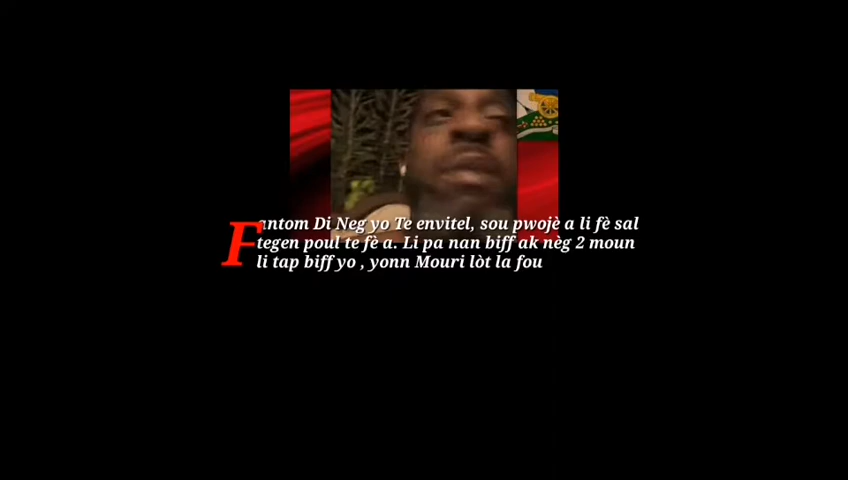 Fantom Di Neg yo Te envitel, sou pwojè a li fè sal
tegen poul te fè a. Li pa nan biff ak nèg 2 moun
li tap biff yo , yonn Mouri lòt la fou